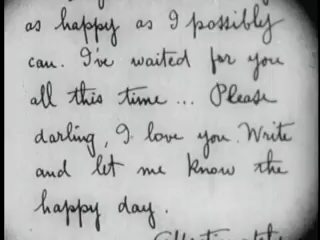 as happy as I possibly
can. I've waited for you
all this time... Please
darling, I love you. Write
and let me know the
happy day.